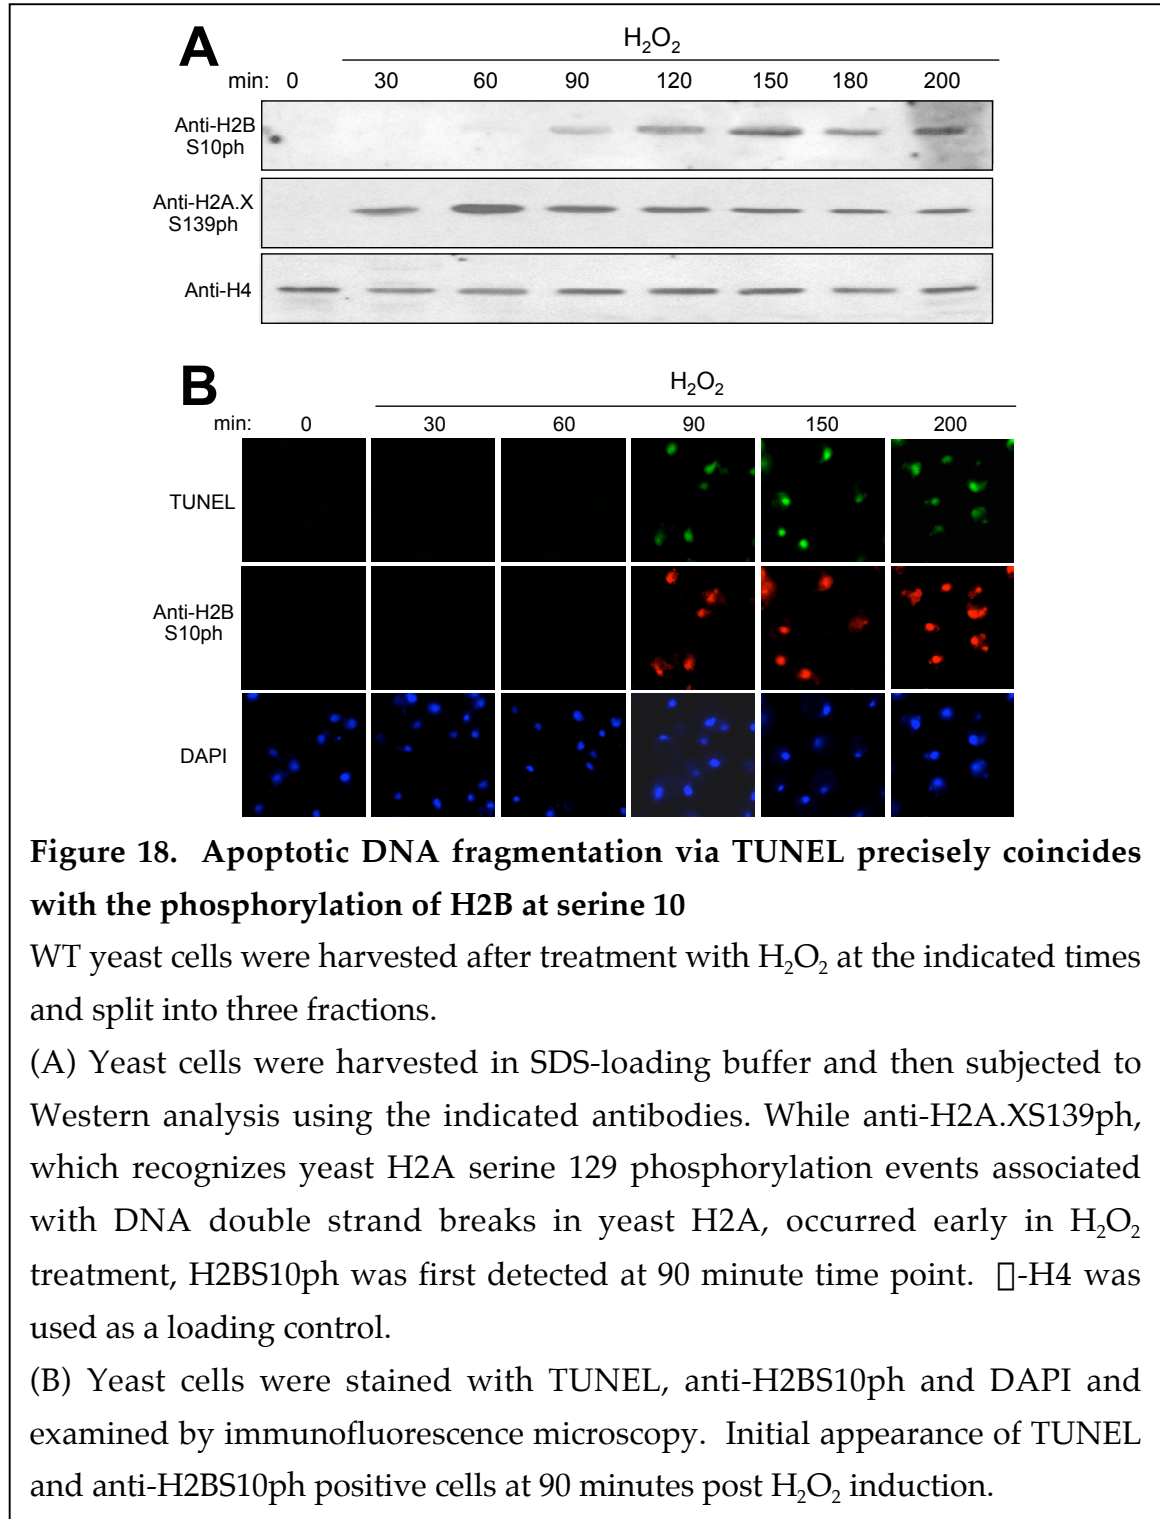 A
H₂O₂
min: 0 30 60 90 120 150 180 200
Anti-H2B
S10ph
Anti-H2A.X
S139ph
Anti-H4
B
H₂O₂
min: 0 30 60 90 150 200
TUNEL
Anti-H2B
S10ph
DAPI
Figure 18. Apoptotic DNA fragmentation via TUNEL precisely coincides
with the phosphorylation of H2B at serine 10
WT yeast cells were harvested after treatment with H₂O₂ at the indicated times
and split into three fractions.
(A) Yeast cells were harvested in SDS-loading buffer and then subjected to
Western analysis using the indicated antibodies. While anti-H2A.XS139ph,
which recognizes yeast H2A serine 129 phosphorylation events associated
with DNA double strand breaks in yeast H2A, occurred early in H₂O₂
treatment, H2BS10ph was first detected at 90 minute time point. ▯-H4 was
used as a loading control.
(B) Yeast cells were stained with TUNEL, anti-H2BS10ph and DAPI and
examined by immunofluorescence microscopy. Initial appearance of TUNEL
and anti-H2BS10ph positive cells at 90 minutes post H₂O₂ induction.